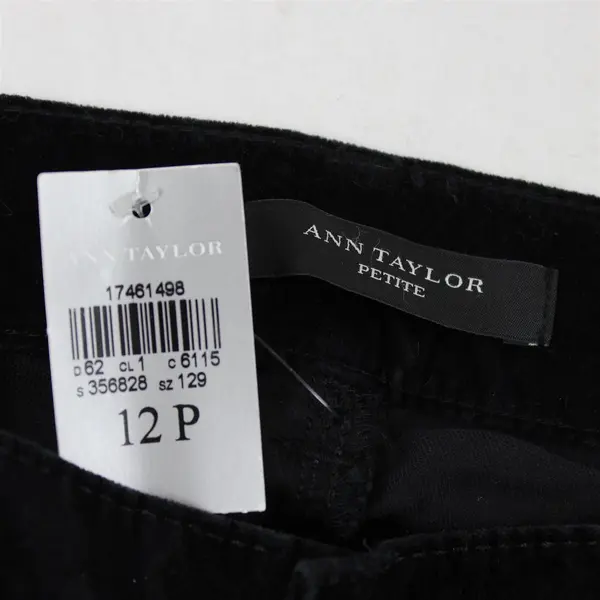 ANN TAYLOR
17461498
D 62 CL 1 C 6115
S 356828 SZ 129
12 P
ANN TAYLOR
PETITE